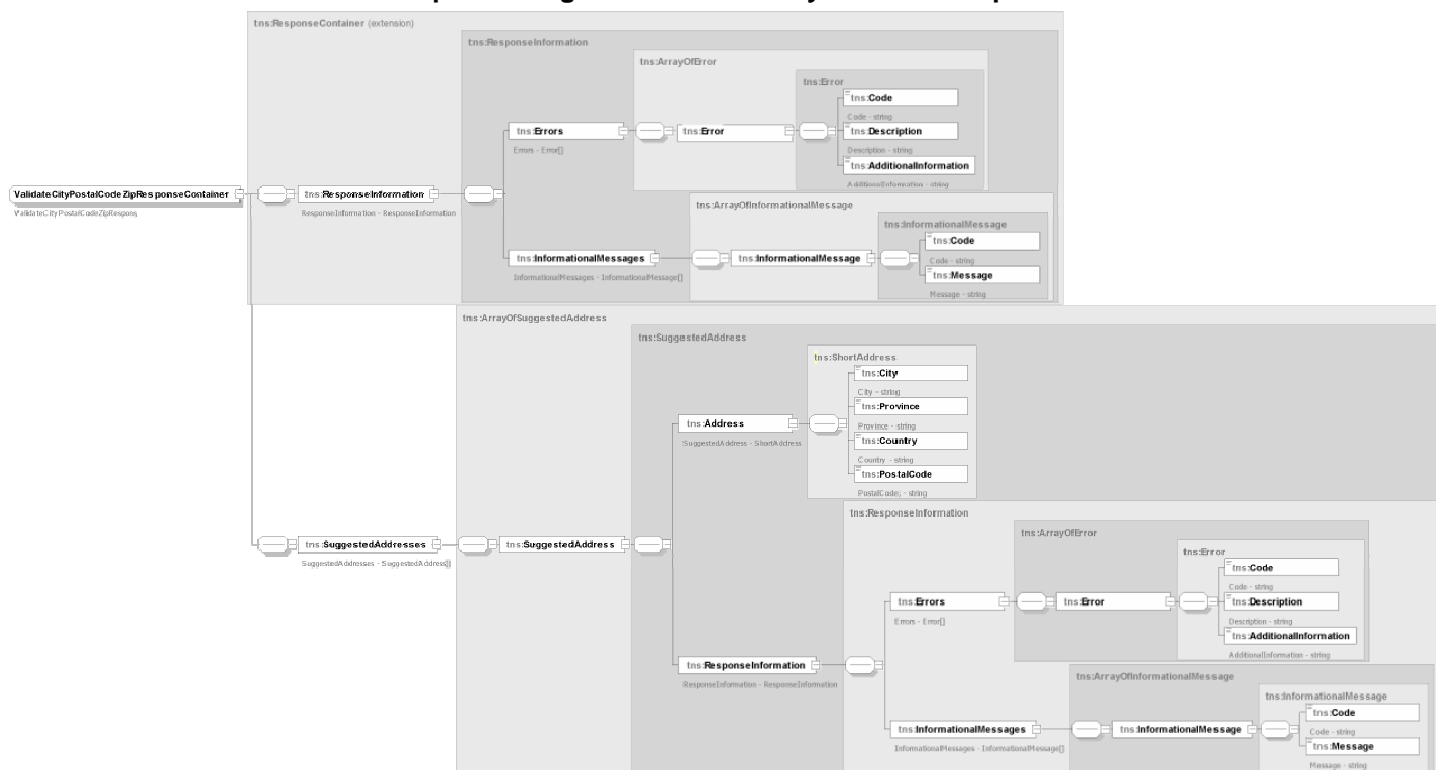 tns:ResponseContainer (extension)
tns:ResponseInformation
tns:ArrayOfError
tns:Error
tns:Code
Code - string
tns:Errors
tns:Error
tns:Description
Errors - Error[]
Description - string
tns:AdditionalInformation
AdditionalInformation - string
ValidateCityPostalCodeZipResponseContainer
tns:ResponseInformation
ValidateCityPostalCodeZipRespons
ResponseInformation - ResponseInformation
tns:ArrayOfInformationalMessage
tns:InformationalMessage
tns:Code
Code - string
tns:InformationalMessages
tns:InformationalMessage
tns:Message
InformationalMessages - InformationalMessage[]
Message - string
tns:ArrayOfSuggestedAddress
tns:SuggestedAddress
tns:ShortAddress
tns:City
City - string
tns:Province
tns:Address
Province - string
SuggestedAddress - ShortAddress
tns:Country
Country - string
tns:PostalCode
PostalCode - string
tns:ResponseInformation
tns:ArrayOfError
tns:SuggestedAddresses
tns:SuggestedAddress
SuggestedAddresses - SuggestedAddress[]
tns:Error
tns:Code
Code - string
tns:Errors
tns:Error
tns:Description
Errors - Error[]
Description - string
tns:AdditionalInformation
AdditionalInformation - string
tns:ResponseInformation
ResponseInformation - ResponseInformation
tns:ArrayOfInformationalMessage
tns:InformationalMessage
tns:Code
Code - string
tns:InformationalMessages
tns:InformationalMessage
tns:Message
InformationalMessages - InformationalMessage[]
Message - string